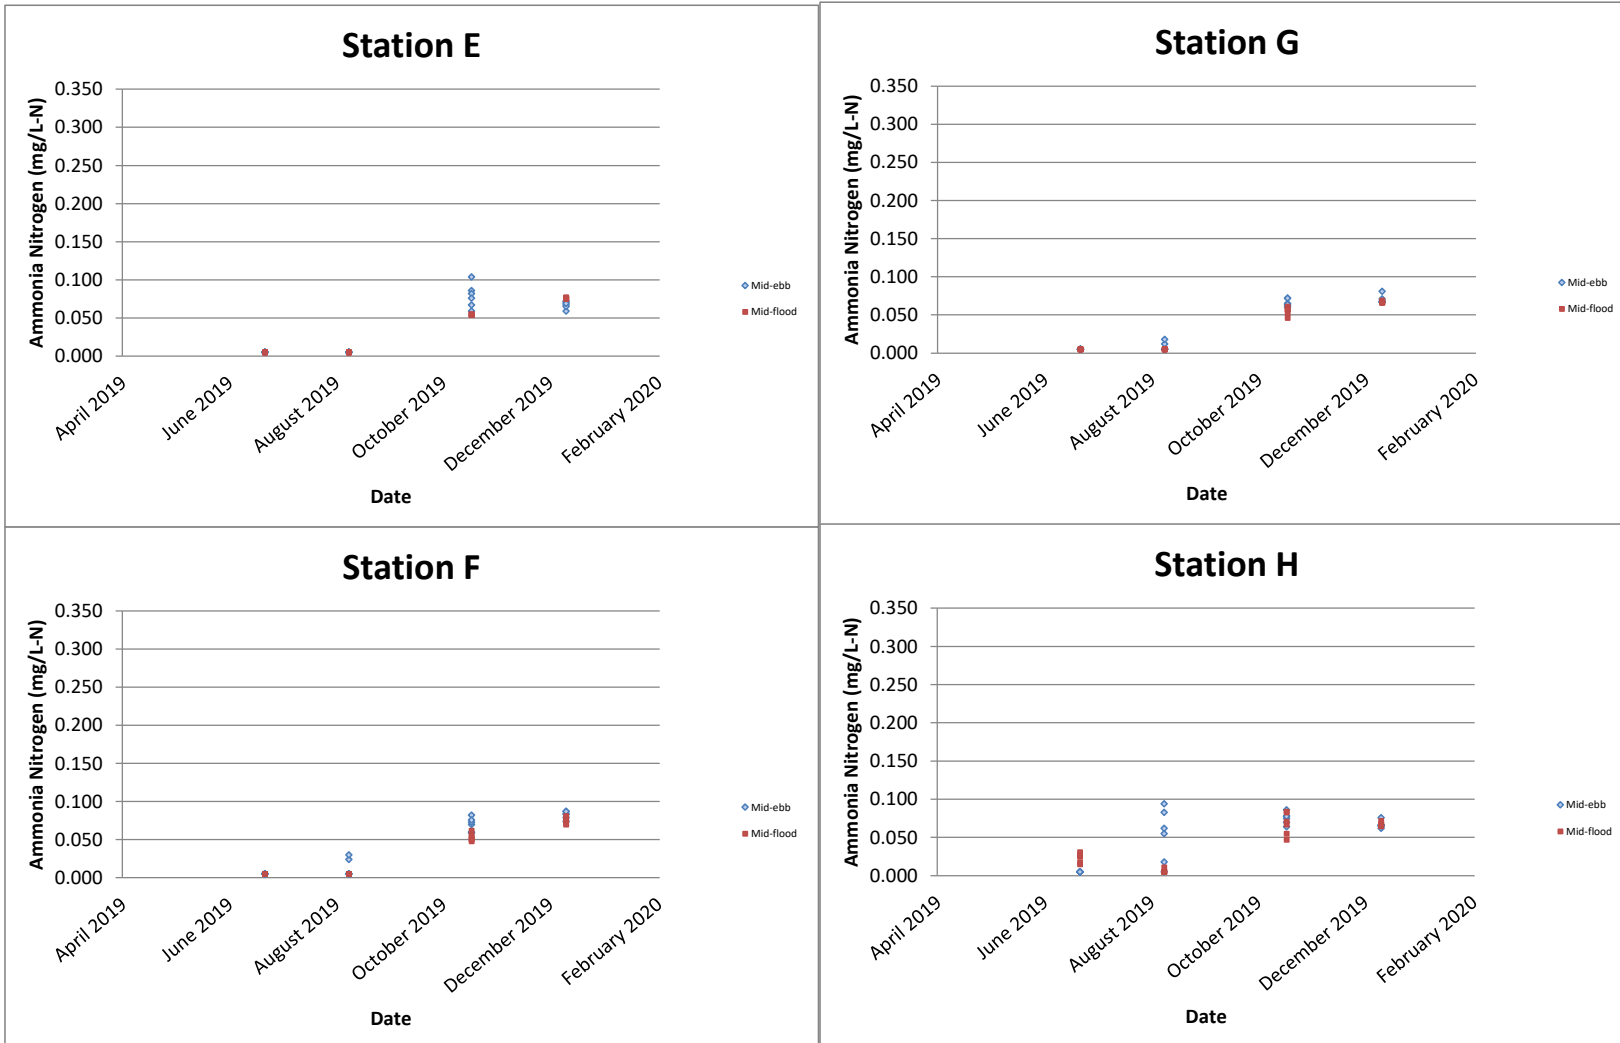 Station E
Ammonia Nitrogen (mg/L-N)
0.350
0.300
0.250
0.200
0.150
0.100
0.050
0.000
April 2019
June 2019
August 2019
October 2019
December 2019
February 2020
Date
Mid-ebb
Mid-flood
Station G
Ammonia Nitrogen (mg/L-N)
0.350
0.300
0.250
0.200
0.150
0.100
0.050
0.000
April 2019
June 2019
August 2019
October 2019
December 2019
February 2020
Date
Mid-ebb
Mid-flood
Station F
Ammonia Nitrogen (mg/L-N)
0.350
0.300
0.250
0.200
0.150
0.100
0.050
0.000
April 2019
June 2019
August 2019
October 2019
December 2019
February 2020
Date
Mid-ebb
Mid-flood
Station H
Ammonia Nitrogen (mg/L-N)
0.350
0.300
0.250
0.200
0.150
0.100
0.050
0.000
April 2019
June 2019
August 2019
October 2019
December 2019
February 2020
Date
Mid-ebb
Mid-flood